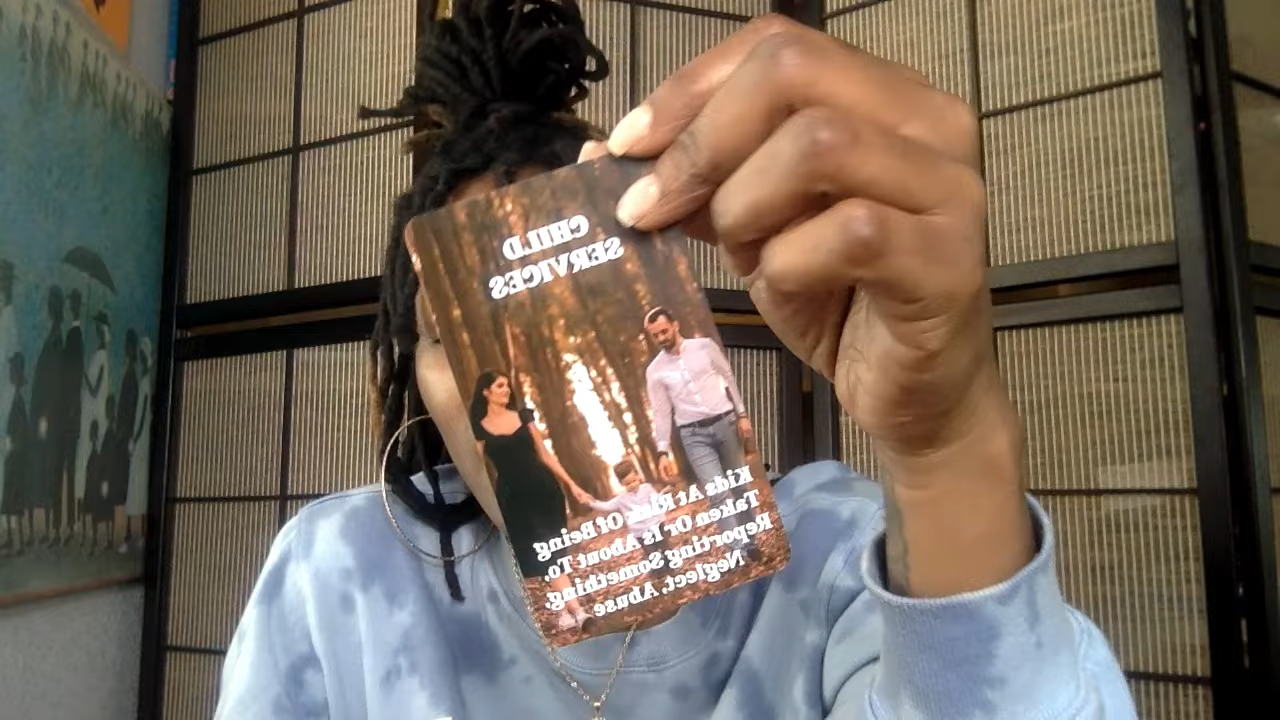 CHILD
SERVICES
Kids At Risk Of Being
Taken Or Is About To,
Reporting Something,
Neglect, Abuse